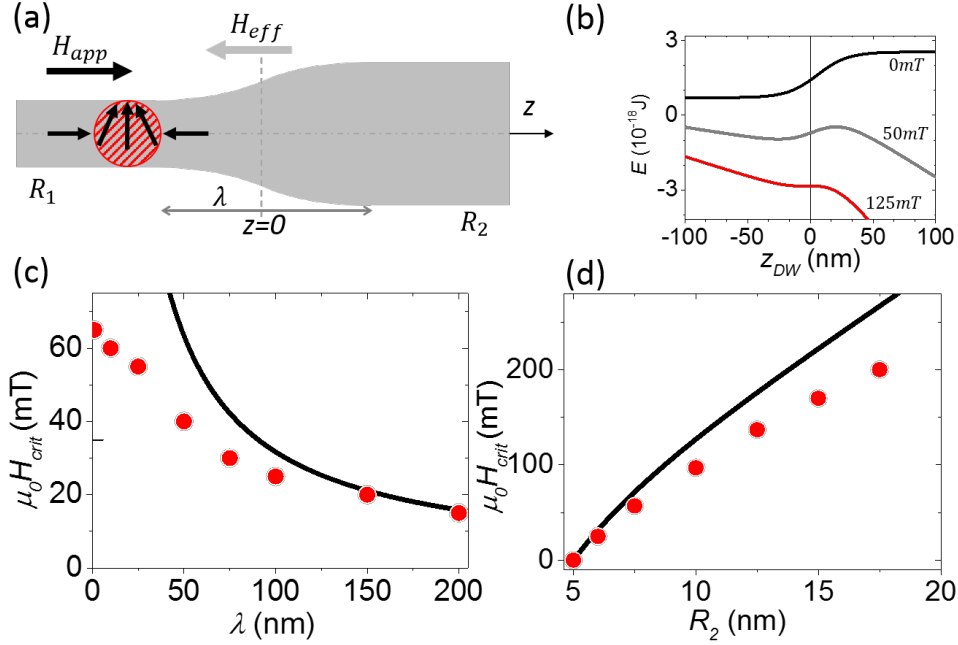 (a)
H_app
H_eff
z
R_1
λ
z=0
R_2
(b)
E (10^-18 J)
3
0
-3
0mT
50mT
125mT
-100 -50 0 50 100
z_DW (nm)
(c)
μ_0H_crit (mT)
60
40
20
0
0 50 100 150 200
λ (nm)
(d)
μ_0H_crit (mT)
200
100
0
5 10 15 20
R_2 (nm)